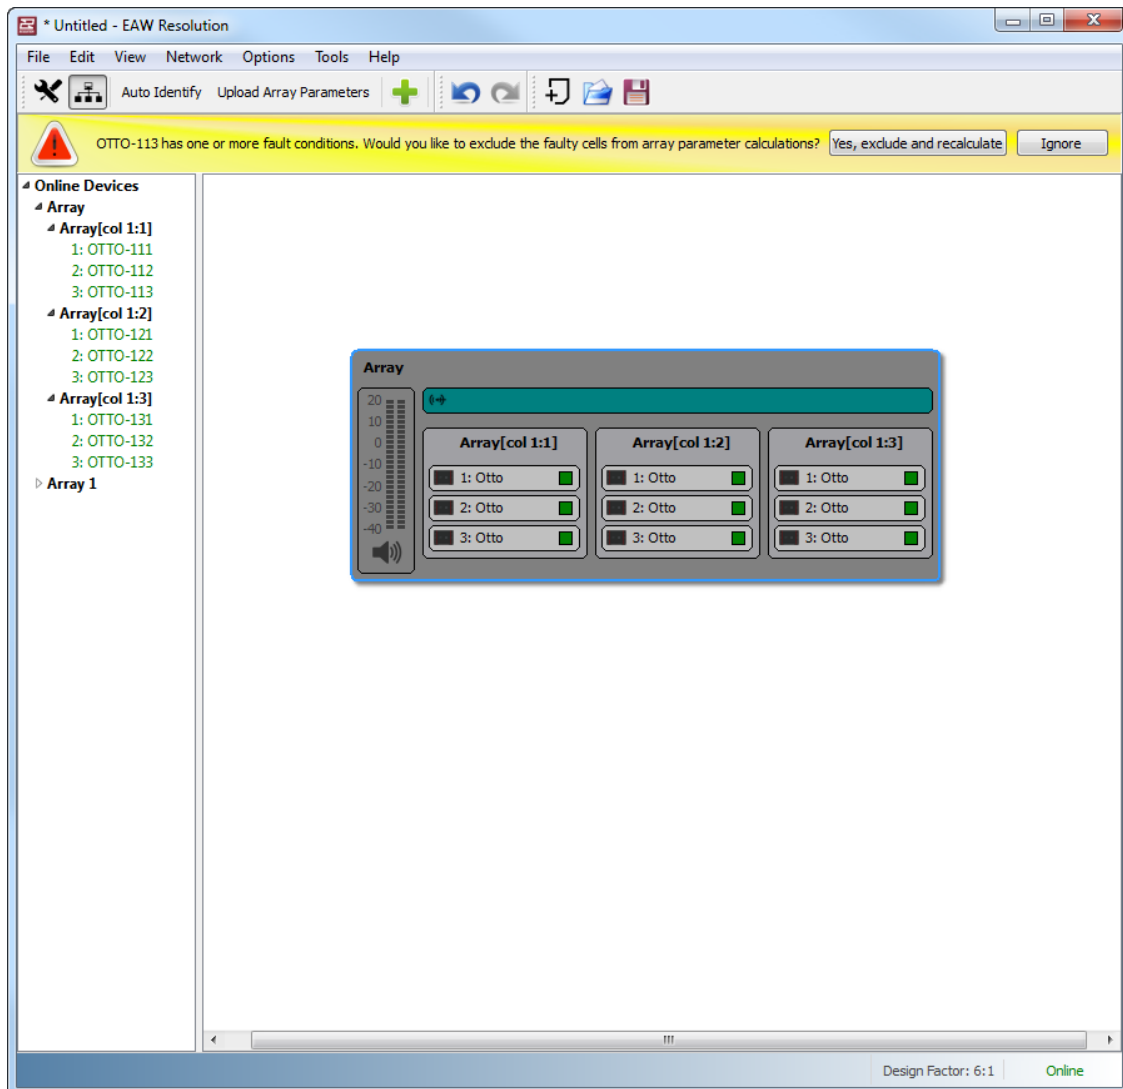 * Untitled - EAW Resolution
File Edit View Network Options Tools Help
Auto Identify Upload Array Parameters
OTTO-113 has one or more fault conditions. Would you like to exclude the faulty cells from array parameter calculations? Yes, exclude and recalculate Ignore
Online Devices
Array
Array[col 1:1]
1: OTTO-111
2: OTTO-112
3: OTTO-113
Array[col 1:2]
1: OTTO-121
2: OTTO-122
3: OTTO-123
Array[col 1:3]
1: OTTO-131
2: OTTO-132
3: OTTO-133
Array 1
Array
20
10
0
-10
-20
-30
-40
Array[col 1:1] Array[col 1:2] Array[col 1:3]
1: Otto 1: Otto 1: Otto
2: Otto 2: Otto 2: Otto
3: Otto 3: Otto 3: Otto
Design Factor: 6:1 Online